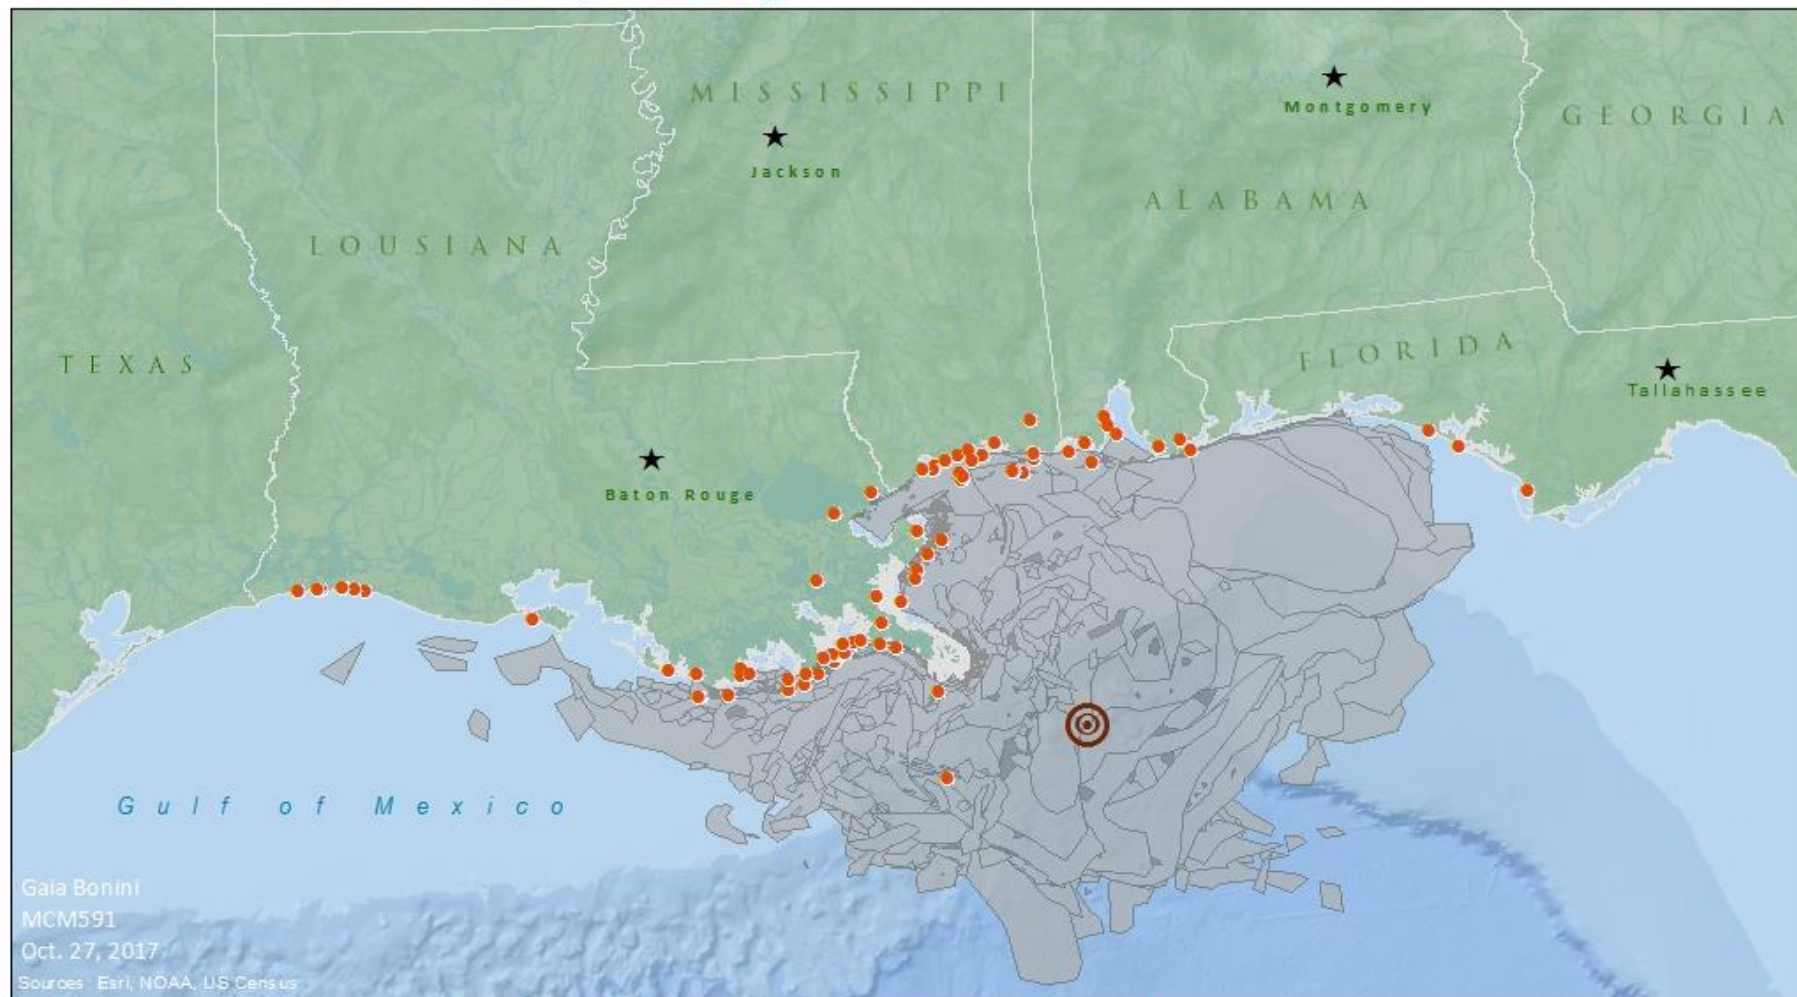 MISSISSIPPI
Montgomery
GEORGIA
Jackson
ALABAMA
LOUSIANA
FLORIDA
TEXAS
Tallahassee
Baton Rouge
Gulf of Mexico
Gaia Bonini
MCM591
Oct. 27, 2017
Sources: Esri, NOAA, US Census